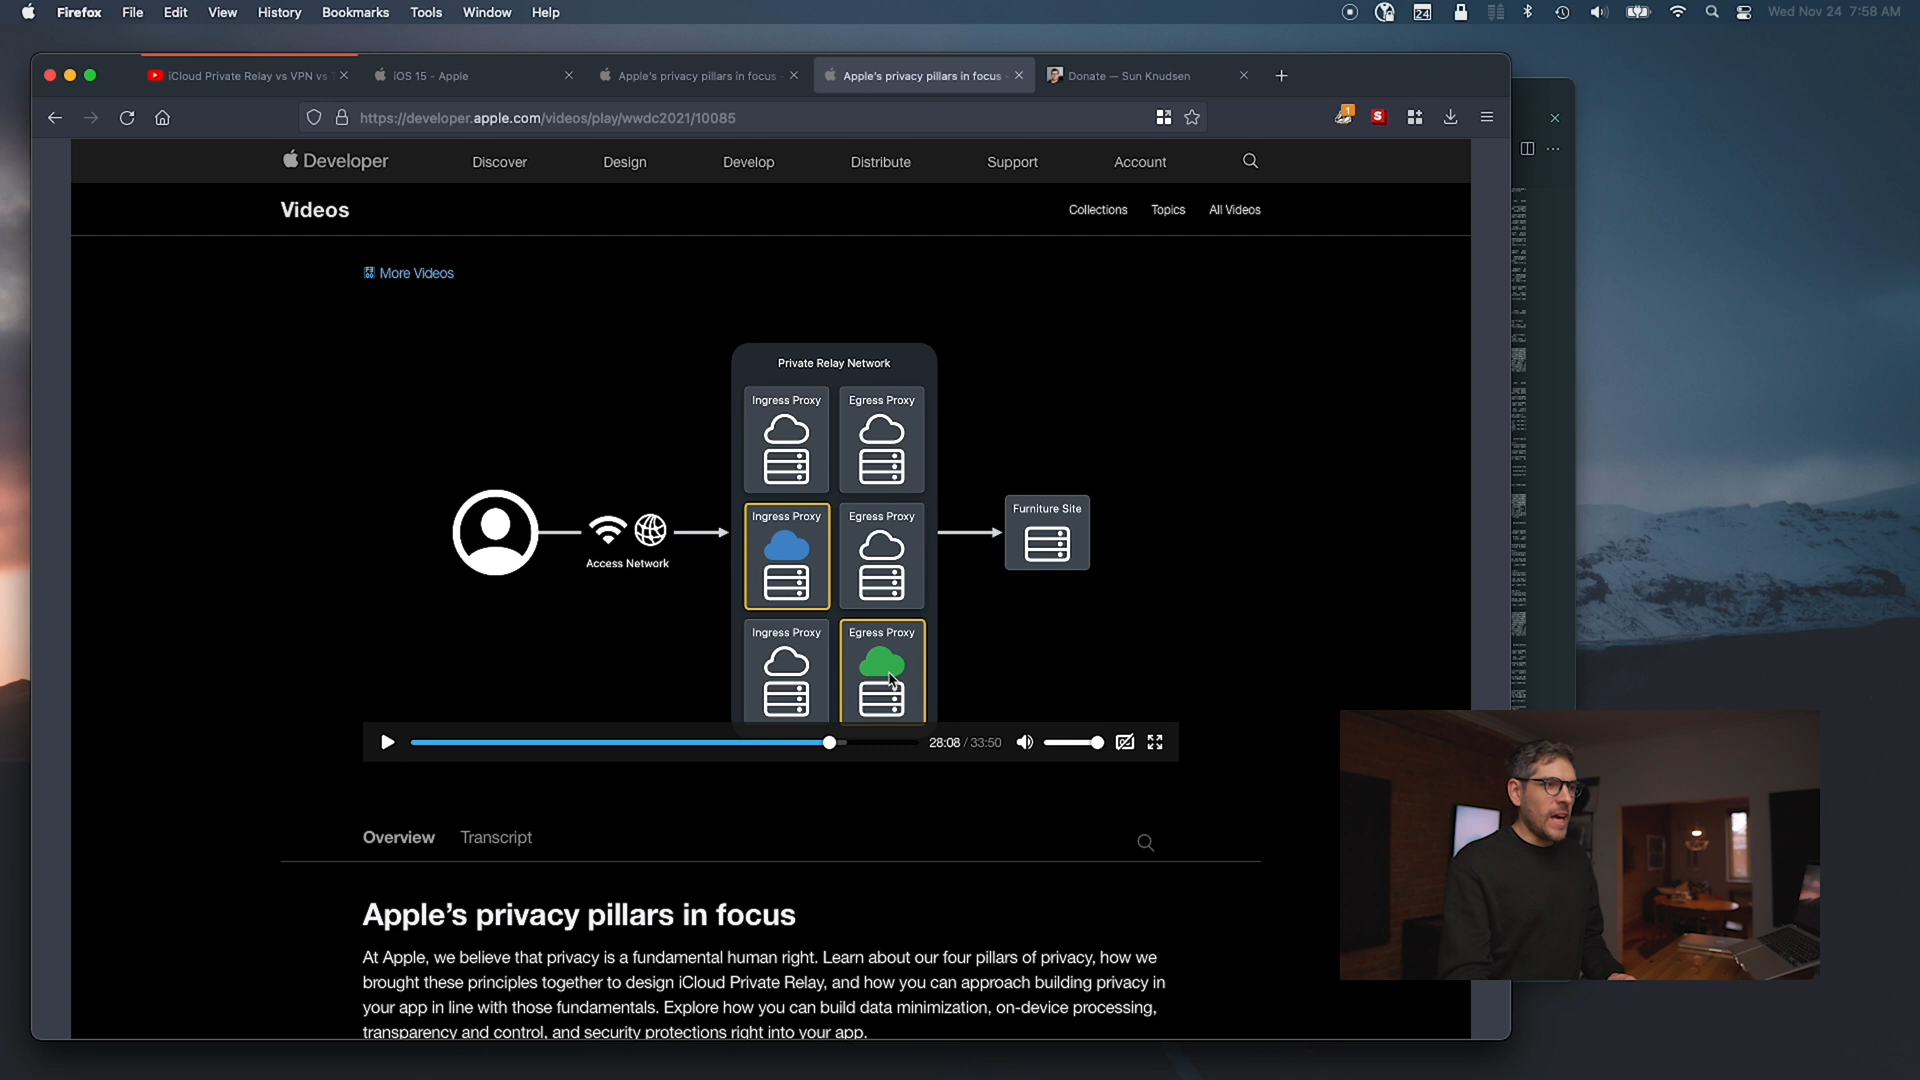 Firefox File Edit View History Bookmarks Tools Window Help 24 Wed Nov 24 7:58 AM
iCloud Private Relay vs VPN vs iOS 15 - Apple Apple's privacy pillars in focus - Apple's privacy pillars in focus - Donate — Sun Knudsen
https://developer.apple.com/videos/play/wwdc2021/10085 1 S
Developer Discover Design Develop Distribute Support Account
Videos Collections Topics All Videos
More Videos
Private Relay Network
Ingress Proxy Egress Proxy
Furniture Site
Ingress Proxy Egress Proxy
Access Network
Ingress Proxy Egress Proxy
28:08 / 33:50
Overview Transcript
Apple's privacy pillars in focus
At Apple, we believe that privacy is a fundamental human right. Learn about our four pillars of privacy, how we
brought these principles together to design iCloud Private Relay, and how you can approach building privacy in
your app in line with those fundamentals. Explore how you can build data minimization, on-device processing,
transparency and control, and security protections right into your app.